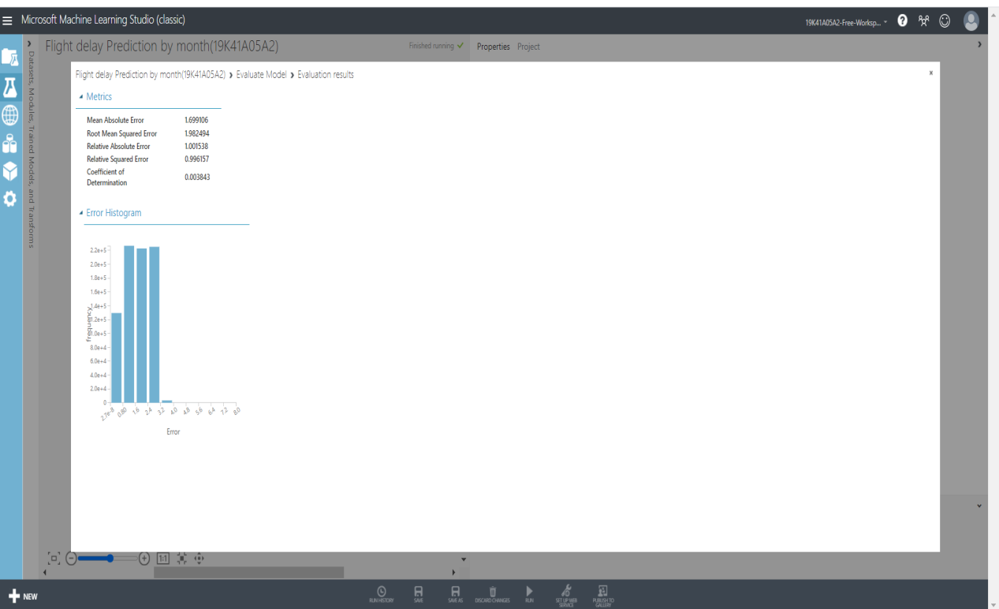 Microsoft Machine Learning Studio (classic)
19K41A05A2-Free-Worksp...
?
Flight delay Prediction by month(19K41A05A2)
Finished running ✓
Properties Project
Datasets, Modules, Trained Models, and Transforms
Flight delay Prediction by month(19K41A05A2) ❯ Evaluate Model ❯ Evaluation results
x
Metrics
Mean Absolute Error 1.699106
Root Mean Squared Error 1.982494
Relative Absolute Error 1.001538
Relative Squared Error 0.996157
Coefficient of
Determination 0.003843
Error Histogram
2.2e+5
2.0e+5
1.8e+5
1.6e+5
1.4e+5
1.2e+5
1.0e+5
8.0e+4
6.0e+4
4.0e+4
2.0e+4
0
frequency
2.7e-8 0.80 1.6 2.4 3.2 4.0 4.8 5.6 6.4 7.2 8.0
Error
1:1
NEW
RUN HISTORY
SAVE
SAVE AS
DISCARD CHANGES
RUN
SET UP WEB
SERVICE
PUBLISH TO
GALLERY